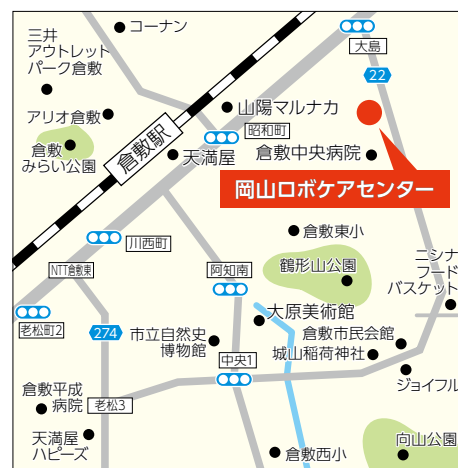 コーナン
三井
アウトレット
パーク倉敷
大島
22
アリオ倉敷
山陽マルナカ
昭和町
倉敷駅
倉敷
みらい公園
天満屋
倉敷中央病院
岡山ロボケアセンター
倉敷東小
川西町
NTT倉敷東
阿知南
鶴形山公園
ニシナ
フード
バスケット
大原美術館
老松町2
274
市立自然史
博物館
倉敷市民会館
城山稲荷神社
中央1
ジョイフル
倉敷平成
病院
老松3
天満屋
ハピーズ
倉敷西小
向山公園